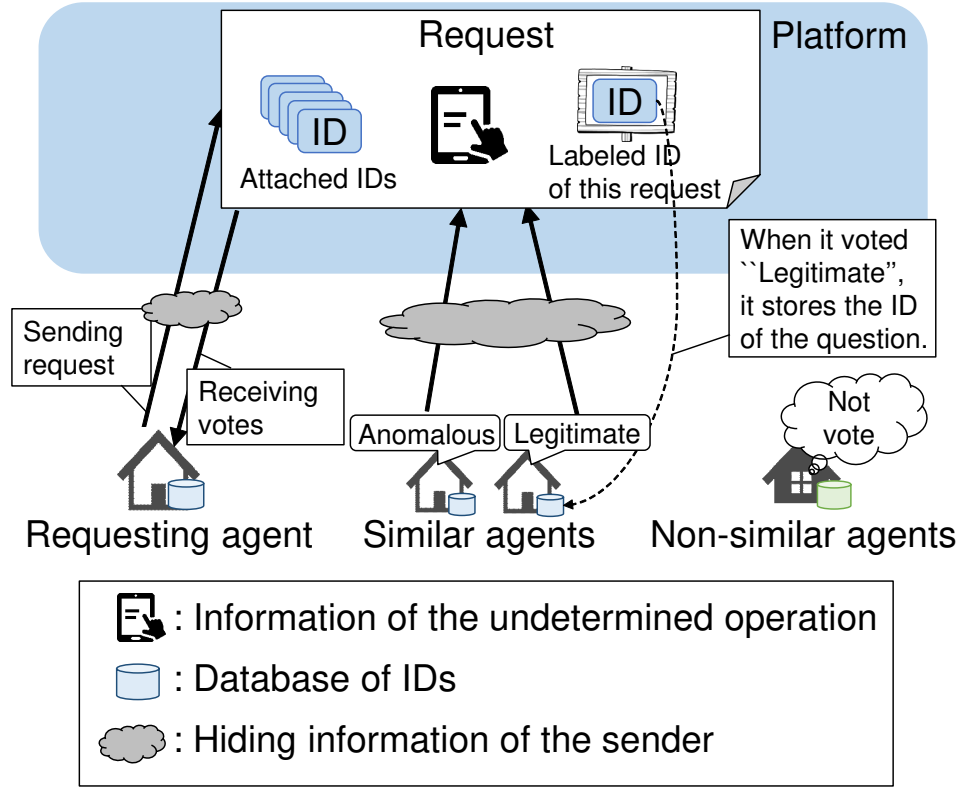 Request
Platform
ID
ID
Attached IDs
Labeled ID
of this request
When it voted
``Legitimate”,
it stores the ID
of the question.
Sending
request
Receiving
votes
Anomalous
Legitimate
Not
vote
Requesting agent
Similar agents
Non-similar agents
: Information of the undetermined operation
: Database of IDs
: Hiding information of the sender